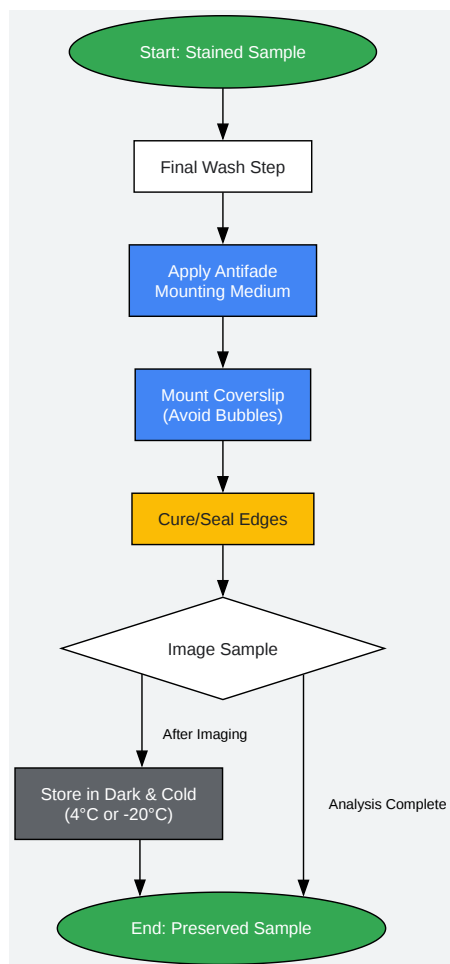 Start: Stained Sample
Final Wash Step
Apply Antifade
Mounting Medium
Mount Coverslip
(Avoid Bubbles)
Cure/Seal Edges
Image Sample
After Imaging
Store in Dark & Cold
(4°C or -20°C)
Analysis Complete
End: Preserved Sample